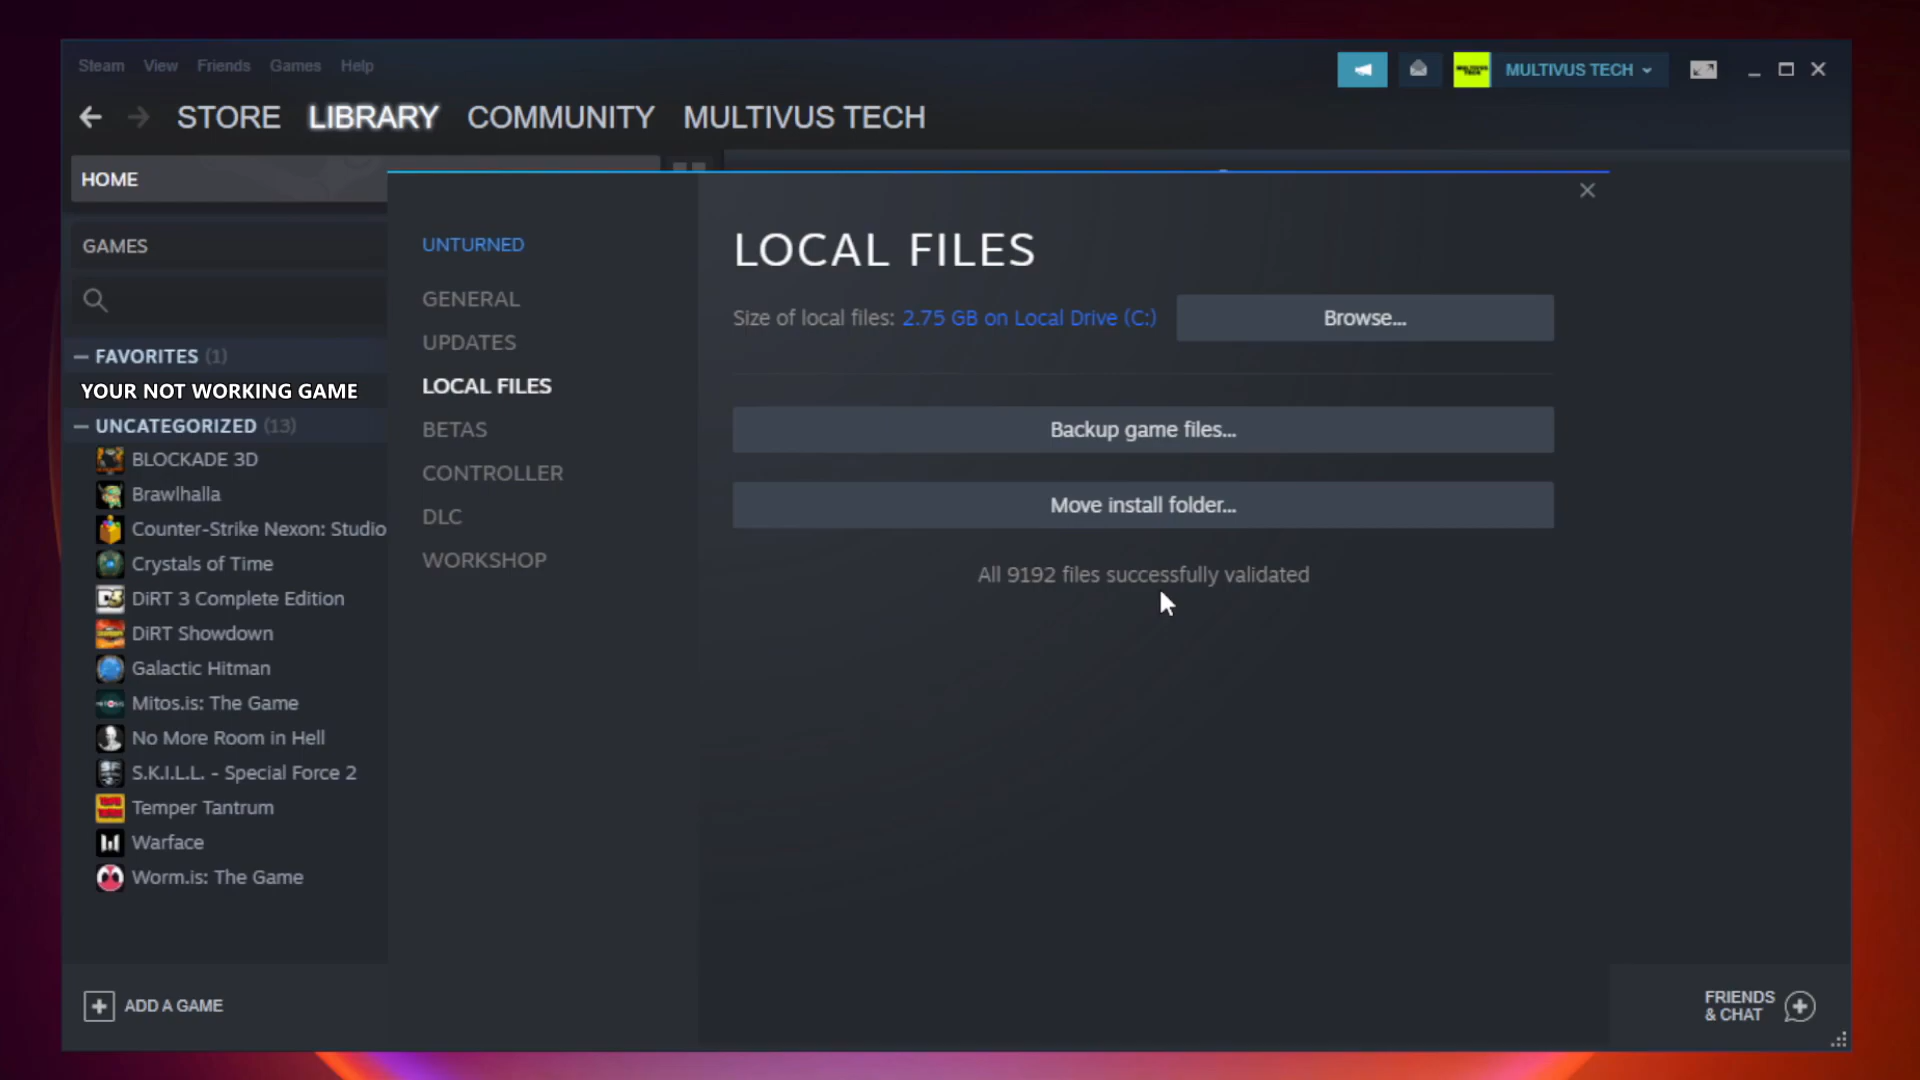 Steam View Friends Games Help
MULTIVUS TECH
STORE LIBRARY COMMUNITY MULTIVUS TECH
HOME
GAMES
FAVORITES (1)
YOUR NOT WORKING GAME
UNCATEGORIZED (13)
BLOCKADE 3D
Brawlhalla
Counter-Strike Nexon: Studio
Crystals of Time
DiRT 3 Complete Edition
DiRT Showdown
Galactic Hitman
Mitos.is: The Game
No More Room in Hell
S.K.I.L.L. - Special Force 2
Temper Tantrum
Warface
Worm.is: The Game
ADD A GAME
UNTURNED
GENERAL
UPDATES
LOCAL FILES
BETAS
CONTROLLER
DLC
WORKSHOP
LOCAL FILES
Size of local files: 2.75 GB on Local Drive (C:)
Browse...
Backup game files...
Move install folder...
All 9192 files successfully validated
FRIENDS
& CHAT